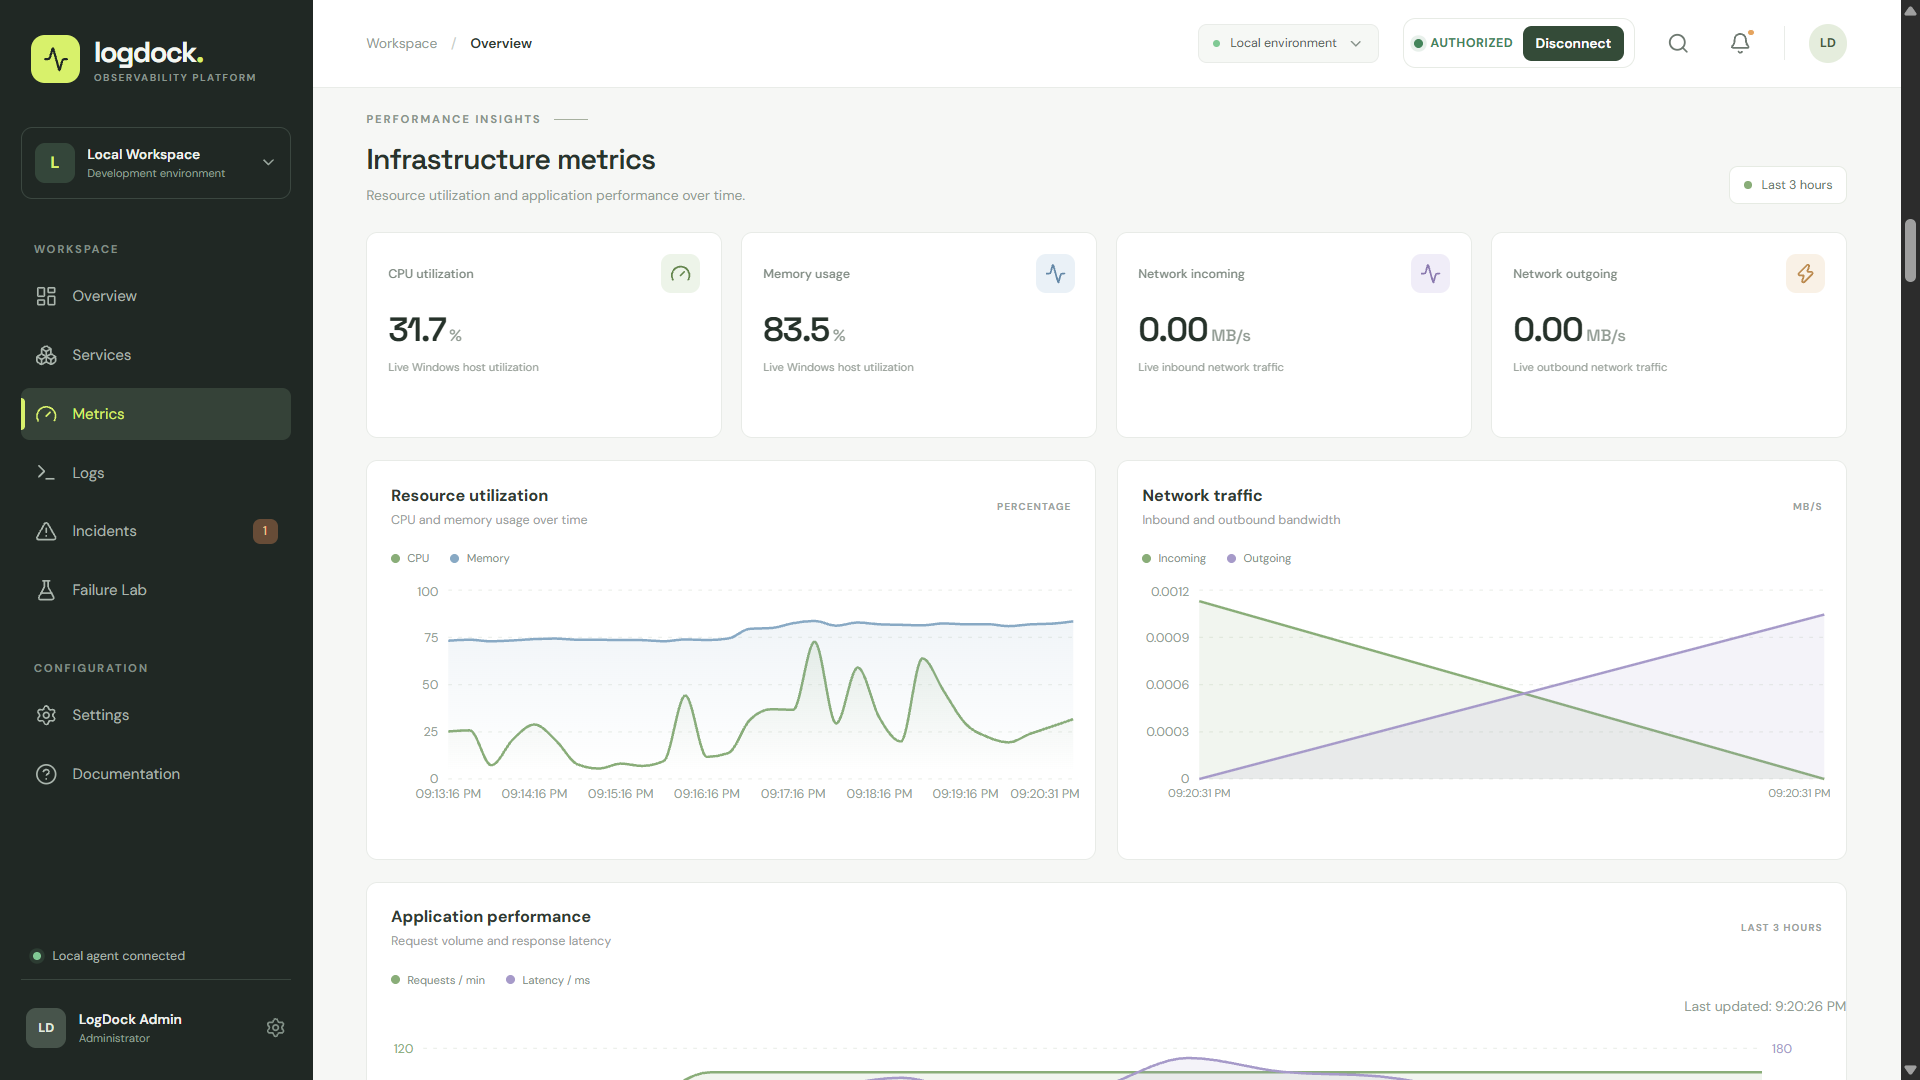 logdock.
OBSERVABILITY PLATFORM
L
Local Workspace
Development environment
WORKSPACE
Overview
Services
Metrics
Logs
Incidents
1
Failure Lab
CONFIGURATION
Settings
Documentation
Local agent connected
LD
LogDock Admin
Administrator
Workspace / Overview
Local environment
AUTHORIZED
Disconnect
LD
PERFORMANCE INSIGHTS
Infrastructure metrics
Resource utilization and application performance over time.
Last 3 hours
CPU utilization
31.7 %
Live Windows host utilization
Memory usage
83.5 %
Live Windows host utilization
Network incoming
0.00 MB/s
Live inbound network traffic
Network outgoing
0.00 MB/s
Live outbound network traffic
Resource utilization
CPU and memory usage over time
PERCENTAGE
CPU Memory
100
75
50
25
0
09:13:16 PM 09:14:16 PM 09:15:16 PM 09:16:16 PM 09:17:16 PM 09:18:16 PM 09:19:16 PM 09:20:31 PM
Network traffic
Inbound and outbound bandwidth
MB/S
Incoming Outgoing
0.0012
0.0009
0.0006
0.0003
0
09:20:31 PM 09:20:31 PM
Application performance
Request volume and response latency
LAST 3 HOURS
Requests / min Latency / ms
Last updated: 9:20:26 PM
120
180